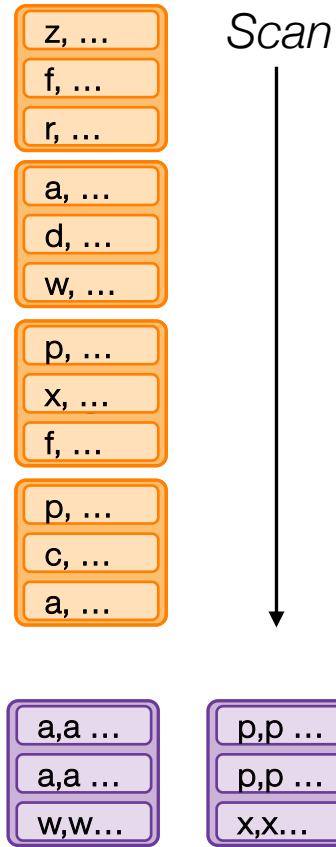 Scan
z, …
f, …
r, …
a, …
d, …
w, …
p, …
x, …
f, …
p, …
c, …
a, …
a,a …
a,a …
w,w…
p,p …
p,p …
x,x…